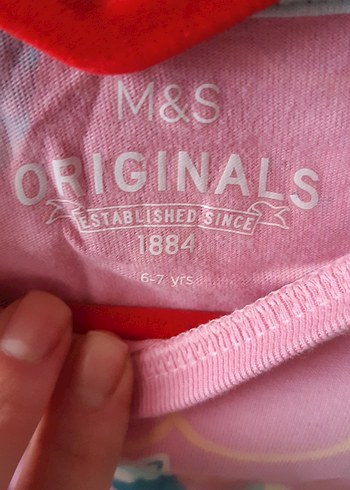 M&S
ORIGINALS
ESTABLISHED SINCE
1884
6-7 yrs